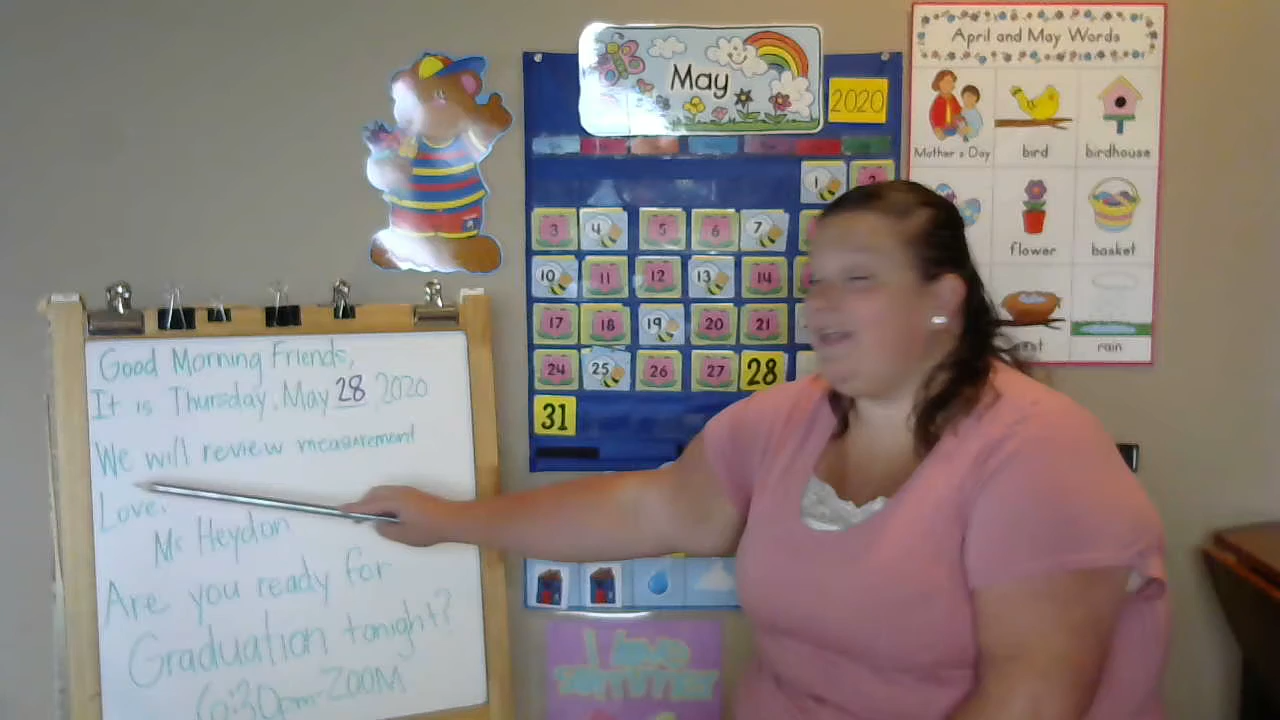 May
2020
1
2
3 4 5 6 7
10 11 12 13 14
17 18 19 20 21
24 25 26 27 28
31
April and May Words
Mother's Day bird birdhouse
flower basket
rain
Good Morning Friends,
It is Thursday, May 28 2020
We will review measurement
Love,
Ms Heydon
Are you ready for
Graduation tonight?
6:30pm-ZOOM
I love